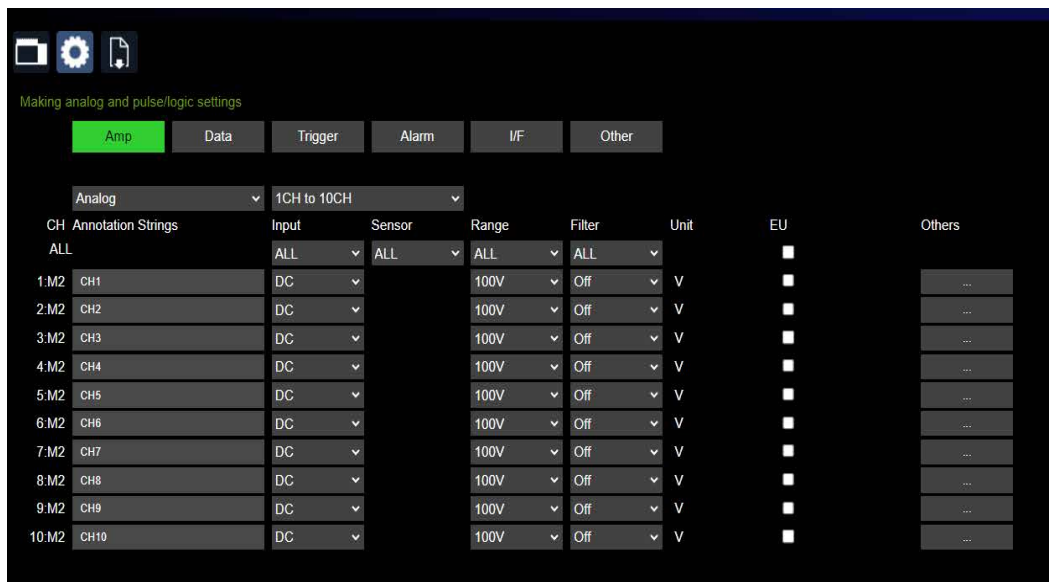 Making analog and pulse/logic settings
Amp Data Trigger Alarm I/F Other
Analog 1CH to 10CH
CH Annotation Strings Input Sensor Range Filter Unit EU Others
ALL ALL ALL ALL ALL
1:M2 CH1 DC 100V Off V ...
2:M2 CH2 DC 100V Off V ...
3:M2 CH3 DC 100V Off V ...
4:M2 CH4 DC 100V Off V ...
5:M2 CH5 DC 100V Off V ...
6:M2 CH6 DC 100V Off V ...
7:M2 CH7 DC 100V Off V ...
8:M2 CH8 DC 100V Off V ...
9:M2 CH9 DC 100V Off V ...
10:M2 CH10 DC 100V Off V ...